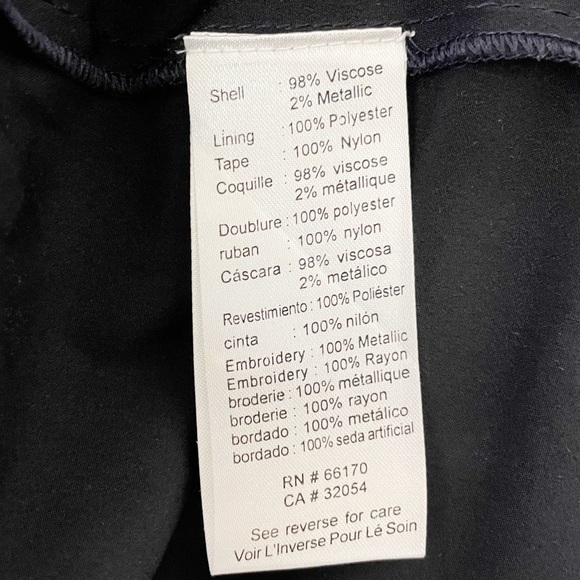 Shell : 98% Viscose
2% Metallic
Lining : 100% Polyester
Tape : 100% Nylon
Coquille : 98% viscose
2% métallique
Doublure : 100% polyester
ruban : 100% nylon
Cáscara : 98% viscosa
2% metálico
Revestimiento : 100% Poliéster
cinta : 100% nilón
Embroidery : 100% Metallic
Embroidery : 100% Rayon
broderie : 100% métallique
broderie : 100% rayon
bordado : 100% metálico
bordado : 100% seda artificial
RN # 66170
CA # 32054
See reverse for care
Voir L'Inverse Pour Lé Soin